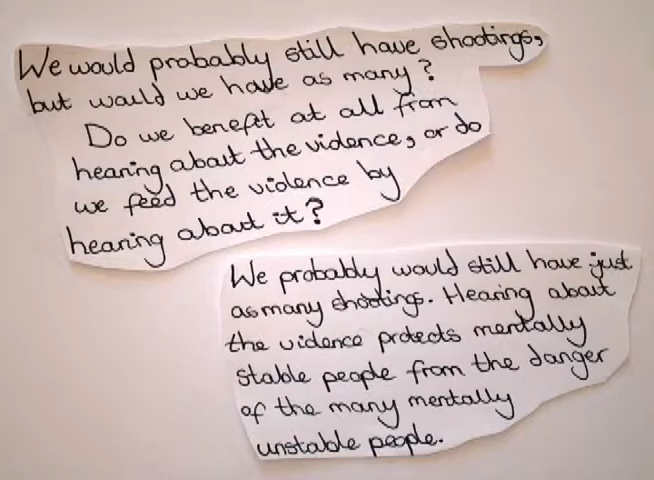 We would probably still have shootings,
but would we have as many?
Do we benefit at all from
hearing about the violence, or do
we feed the violence by
hearing about it?
We probably would still have just
as many shootings. Hearing about
the violence protects mentally
stable people from the danger
of the many mentally
unstable people.